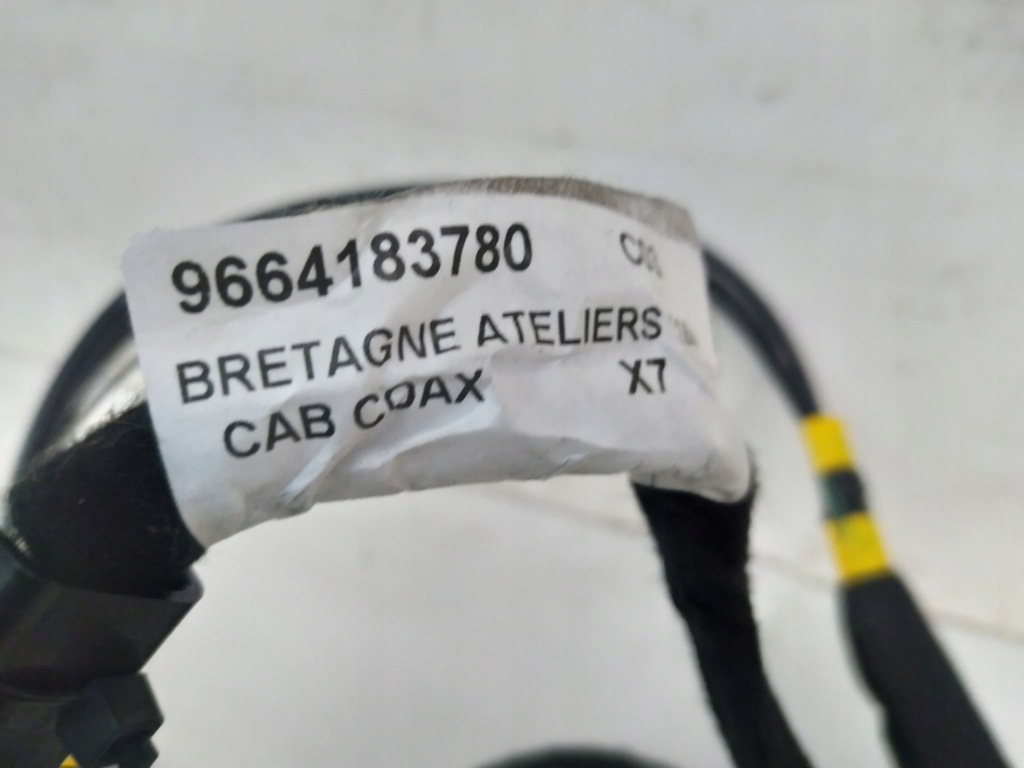 9664183780
BRETAGNE ATELIERS
CAB COAX X7